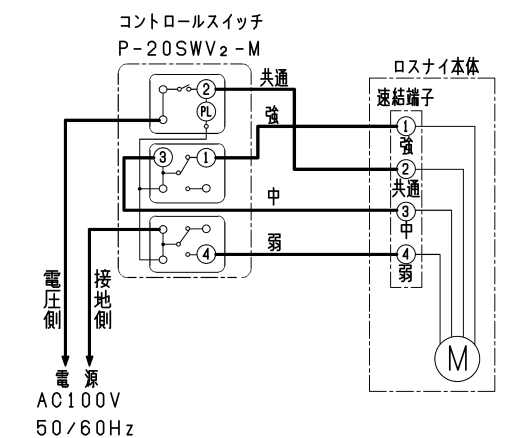 コントロールスイッチ
P-20SWV2-M
共通
ロスナイ本体
速結端子
2
PL
強
1
強
3
1
2
共通
中
3
中
弱
4
4
弱
電圧側
接地側
M
電源
AC100V
50/60Hz